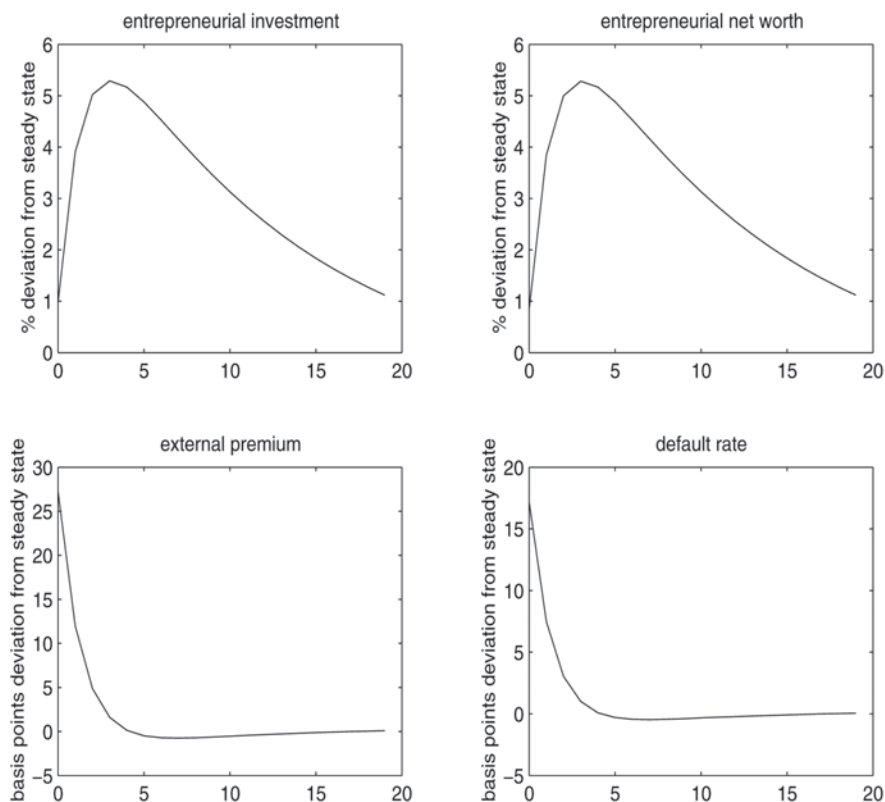 entrepreneurial investment
% deviation from steady state
6
5
4
3
2
1
0
0 5 10 15 20
entrepreneurial net worth
% deviation from steady state
6
5
4
3
2
1
0
0 5 10 15 20
external premium
basis points deviation from steady state
30
25
20
15
10
5
0
−5
0 5 10 15 20
default rate
basis points deviation from steady state
20
15
10
5
0
−5
0 5 10 15 20